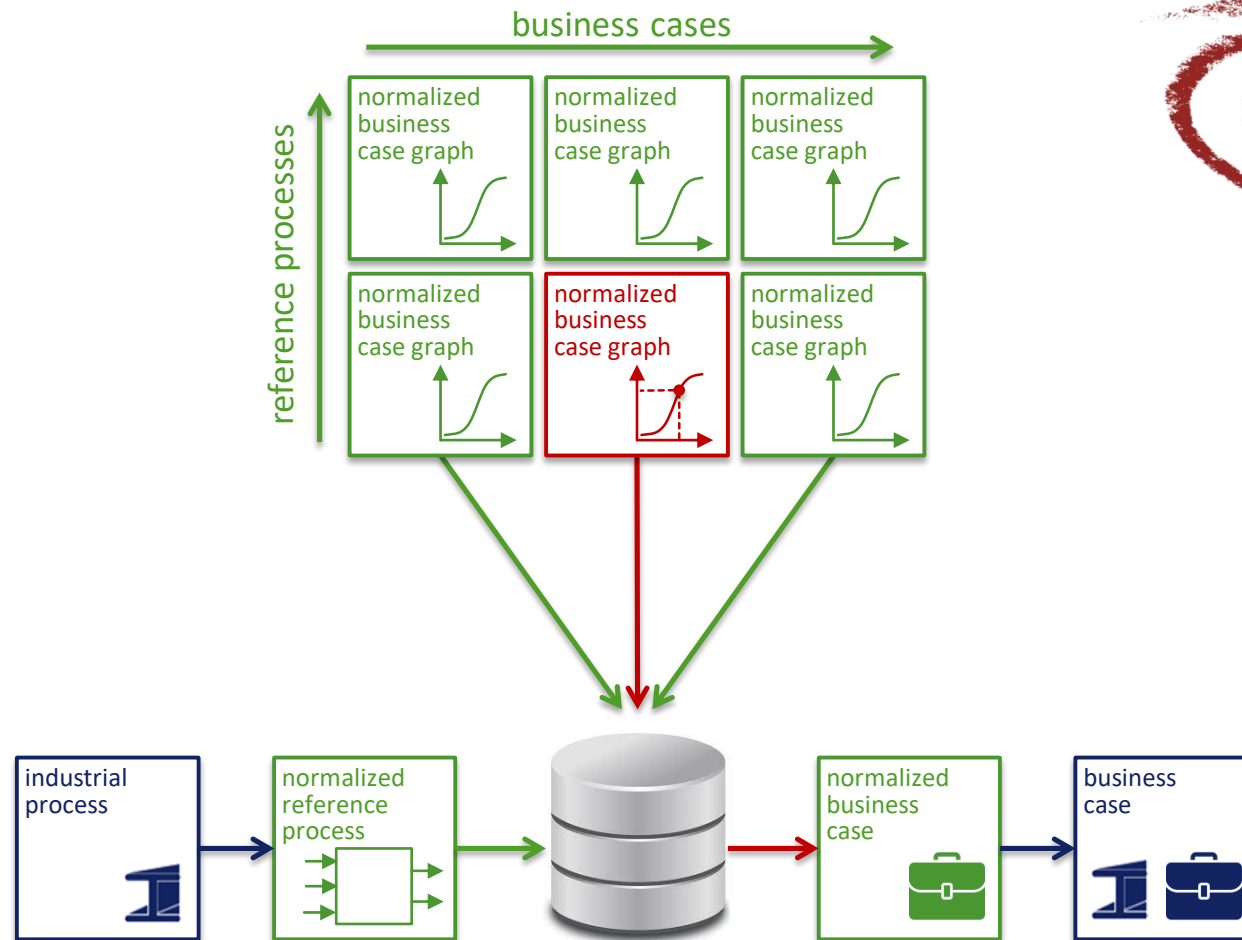 business cases
reference processes
normalized
business
case graph
normalized
business
case graph
normalized
business
case graph
normalized
business
case graph
normalized
business
case graph
normalized
business
case graph
industrial
process
normalized
reference
process
normalized
business
case
business
case